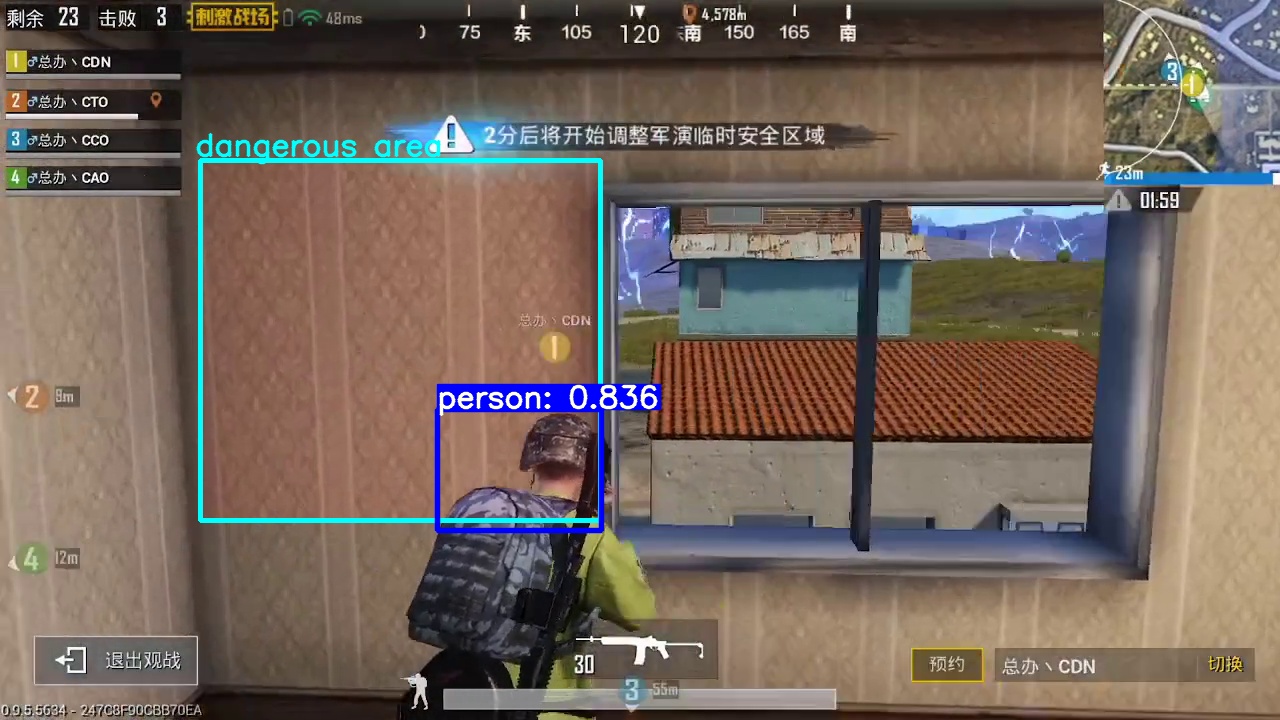 剩余 23 击败 3 刺激战场 48ms
75 东 105 120 东南 150 165 南
4,578m
1 总办丶CDN
2 总办丶CTO
3 总办丶CCO
4 总办丶CAO
3
1
23m
01:59
2分后将开始调整军演临时安全区域
dangerous area
总办丶CDN
1
person: 0.836
2 9m
4 12m
30
3 55m
退出观战
预约 总办丶CDN 切换
0.9.5.5634 - 247C8F90CBB70EA